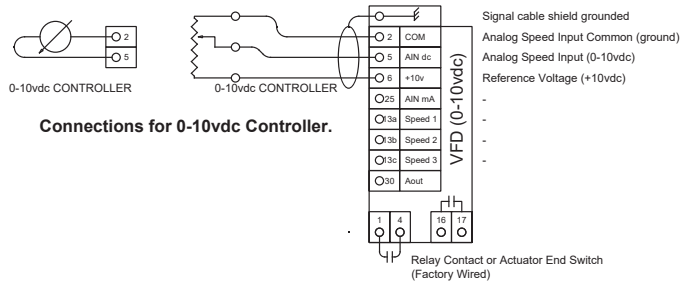 Signal cable shield grounded
2 COM Analog Speed Input Common (ground)
5 AIN dc Analog Speed Input (0-10vdc)
6 +10v Reference Voltage (+10vdc)
25 AIN mA -
13a Speed 1 -
13b Speed 2 -
13c Speed 3 -
30 Aout
VFD (0-10vdc)
2
5
0-10vdc CONTROLLER
0-10vdc CONTROLLER
Connections for 0-10vdc Controller.
1 4 16 17
Relay Contact or Actuator End Switch
(Factory Wired)